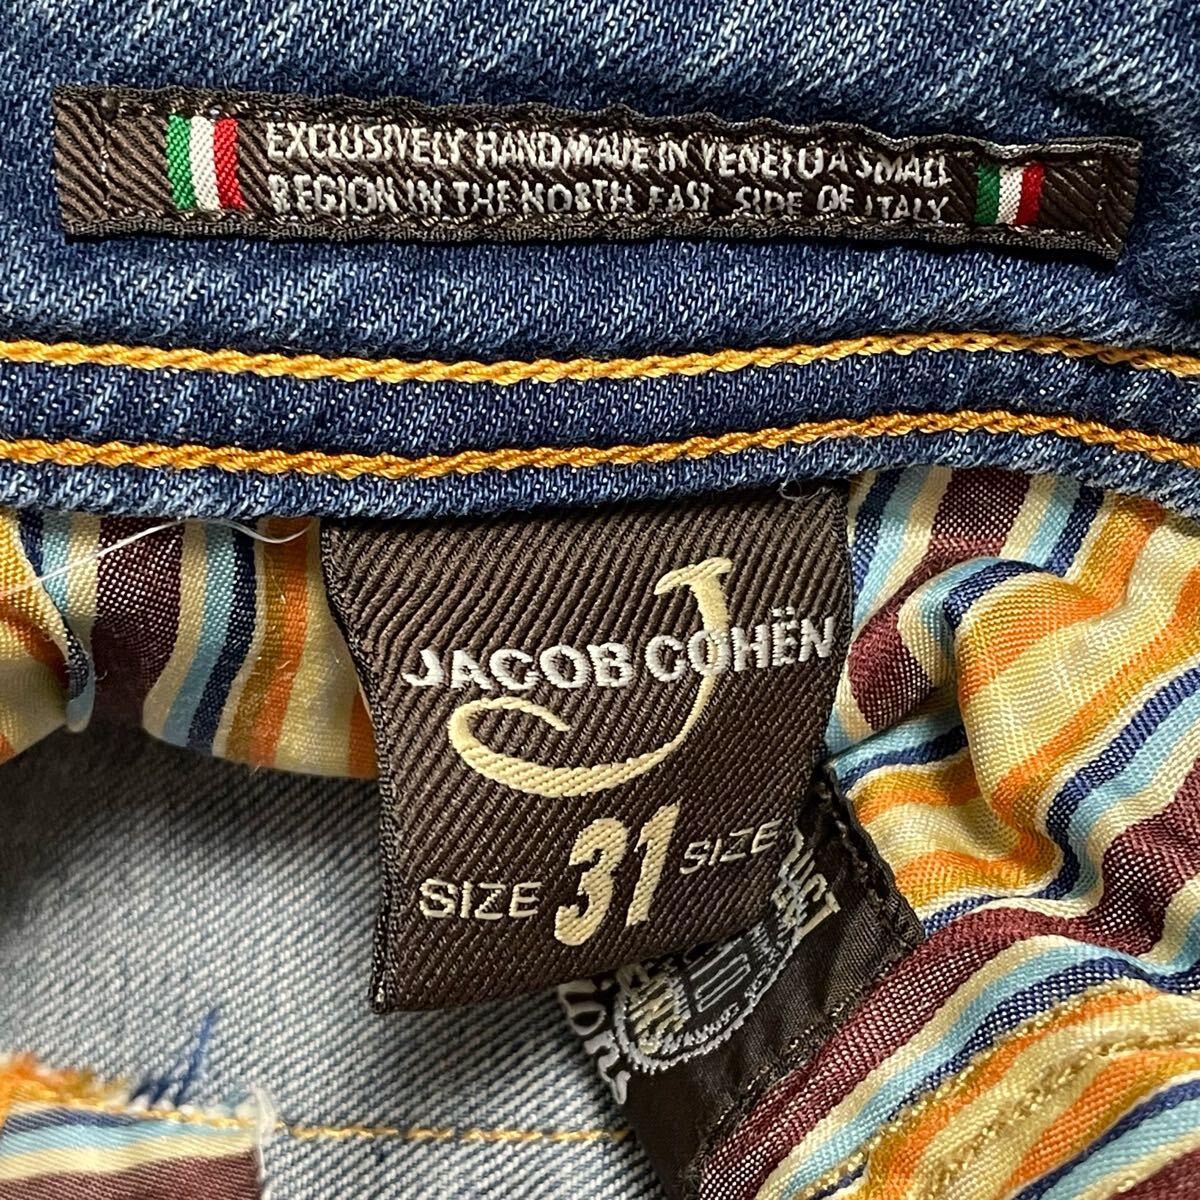 EXCLUSIVELY HANDMADE IN VENETO A SMALL
REGION IN THE NORTH EAST SIDE OF ITALY
J
JACOB COHËN
SIZE 31 SIZE